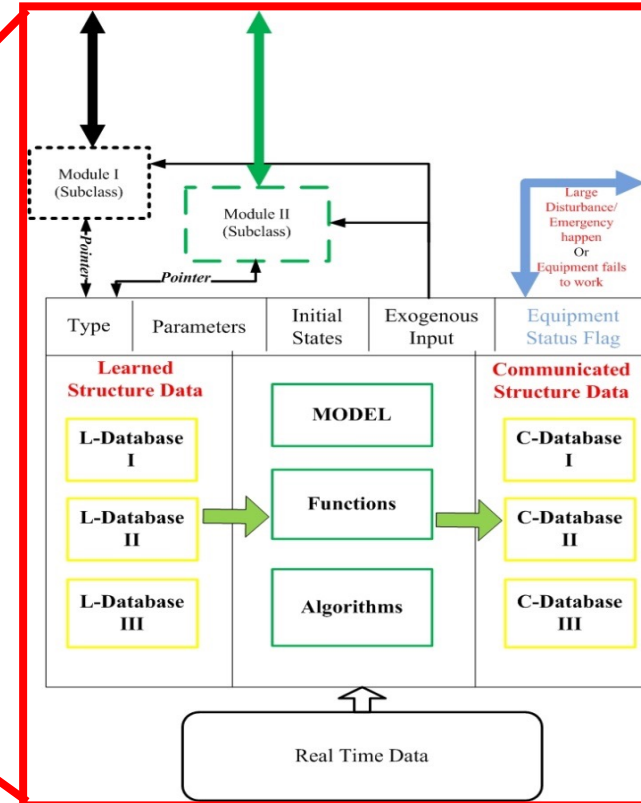 Module I
(Subclass)
Module II
(Subclass)
Large
Disturbance/
Emergency
happen
Or
Equipment fails
to work
Pointer
Pointer
Type
Parameters
Initial
States
Exogenous
Input
Equipment
Status Flag
Learned
Structure Data
L-Database
I
L-Database
II
L-Database
III
MODEL
Functions
Algorithms
Communicated
Structure Data
C-Database
I
C-Database
II
C-Database
III
Real Time Data